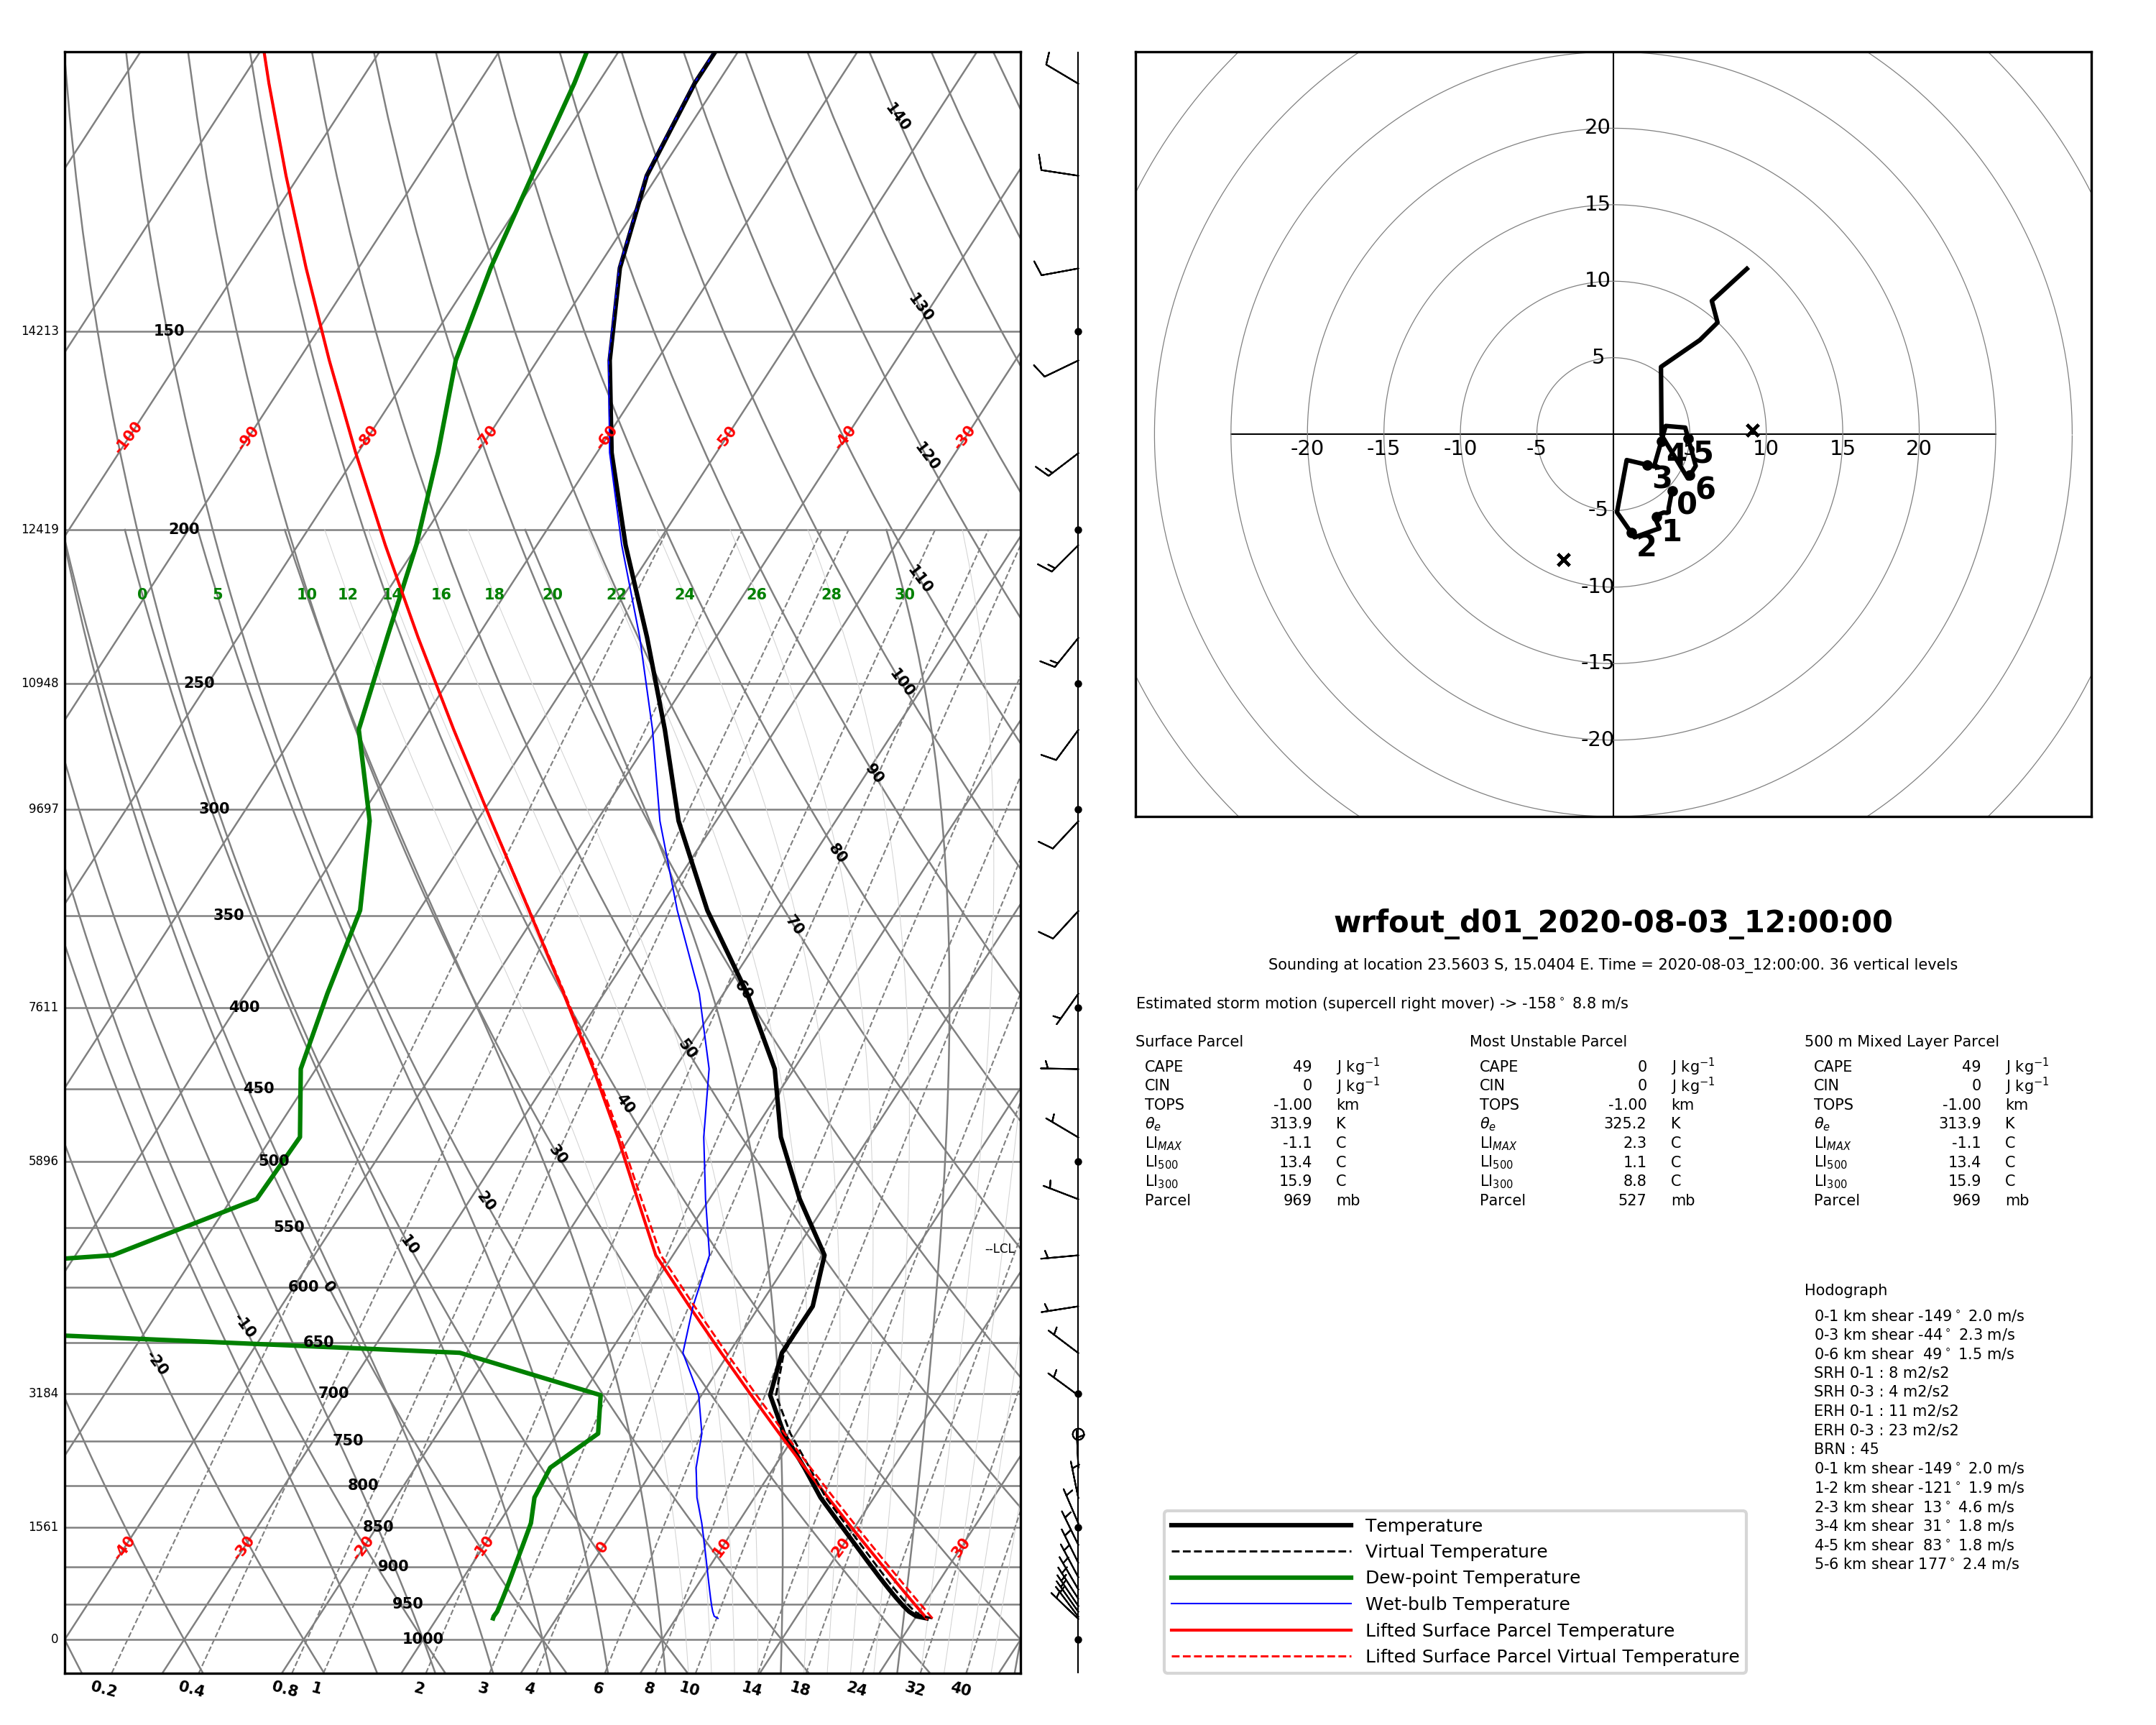 140
130
14213 150
-100 -90 -80 -70 -60 -50 -40 -30
120
12419 200
110
0 5 10 12 14 16 18 20 22 24 26 28 30
10948 250
100
90
9697 300
80
350
70
60
7611 400
50
450
40
5896 500
30
20
550
10
--LCL
600 0
-10
650
-20
3184 700
750
800
1561 850
-40 -30 -20 -10 0 10 20 30
900
950
0 1000
0.2 0.4 0.8 1 2 3 4 6 8 10 14 18 24 32 40
20
15
10
5
-20 -15 -10 -5 5 10 15 20
-5
-10
-15
-20
0
1
2
3
4
5
6
wrfout_d01_2020-08-03_12:00:00
Sounding at location 23.5603 S, 15.0404 E. Time = 2020-08-03_12:00:00. 36 vertical levels
Estimated storm motion (supercell right mover) -> -158° 8.8 m/s
Surface Parcel
CAPE 49 J kg⁻¹
CIN 0 J kg⁻¹
TOPS -1.00 km
θₑ 313.9 K
LI_MAX -1.1 C
LI₅₀₀ 13.4 C
LI₃₀₀ 15.9 C
Parcel 969 mb
Most Unstable Parcel
CAPE 0 J kg⁻¹
CIN 0 J kg⁻¹
TOPS -1.00 km
θₑ 325.2 K
LI_MAX 2.3 C
LI₅₀₀ 1.1 C
LI₃₀₀ 8.8 C
Parcel 527 mb
500 m Mixed Layer Parcel
CAPE 49 J kg⁻¹
CIN 0 J kg⁻¹
TOPS -1.00 km
θₑ 313.9 K
LI_MAX -1.1 C
LI₅₀₀ 13.4 C
LI₃₀₀ 15.9 C
Parcel 969 mb
Hodograph
0-1 km shear -149° 2.0 m/s
0-3 km shear -44° 2.3 m/s
0-6 km shear 49° 1.5 m/s
SRH 0-1 : 8 m2/s2
SRH 0-3 : 4 m2/s2
ERH 0-1 : 11 m2/s2
ERH 0-3 : 23 m2/s2
BRN : 45
0-1 km shear -149° 2.0 m/s
1-2 km shear -121° 1.9 m/s
2-3 km shear 13° 4.6 m/s
3-4 km shear 31° 1.8 m/s
4-5 km shear 83° 1.8 m/s
5-6 km shear 177° 2.4 m/s
Temperature
Virtual Temperature
Dew-point Temperature
Wet-bulb Temperature
Lifted Surface Parcel Temperature
Lifted Surface Parcel Virtual Temperature